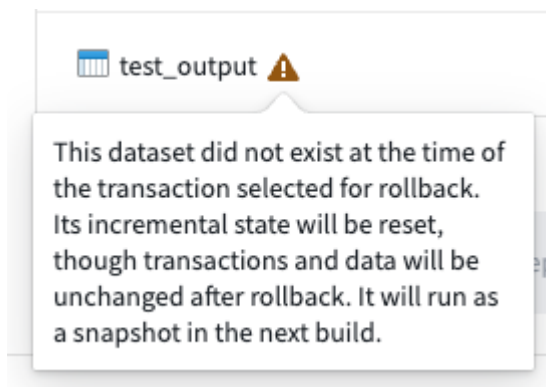 test_output
This dataset did not exist at the time of
the transaction selected for rollback.
Its incremental state will be reset,
though transactions and data will be
unchanged after rollback. It will run as
a snapshot in the next build.